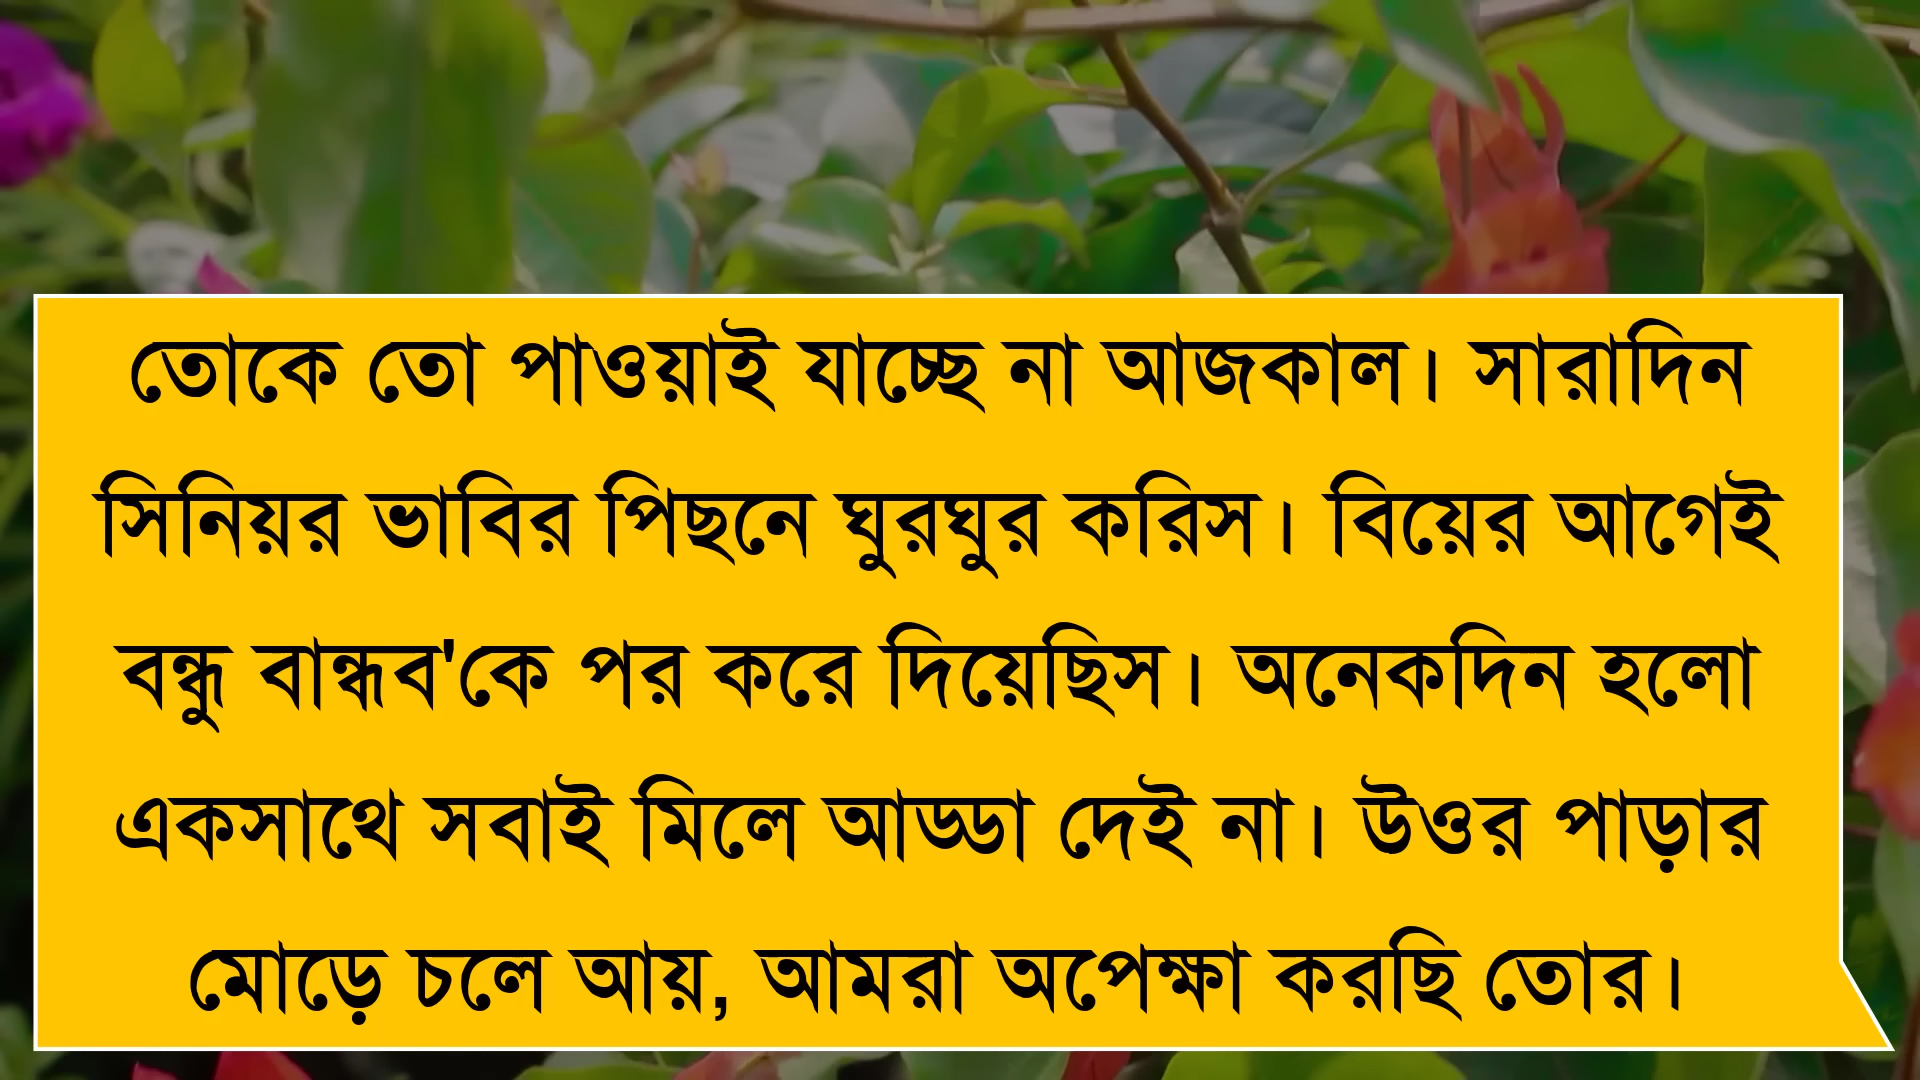 তোকে তো পাওয়াই যাচ্ছে না আজকাল। সারাদিন
সিনিয়র ভাবির পিছনে ঘুরঘুর করিস। বিয়ের আগেই
বন্ধু বান্ধব'কে পর করে দিয়েছিস। অনেকদিন হলো
একসাথে সবাই মিলে আড্ডা দেই না। উওর পাড়ার
মোড়ে চলে আয়, আমরা অপেক্ষা করছি তোর।